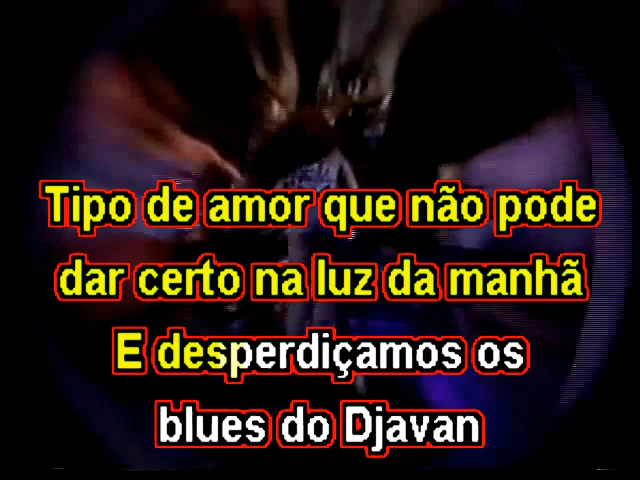 Tipo de amor que não pode
dar certo na luz da manhã
E desperdiçamos os
blues do Djavan